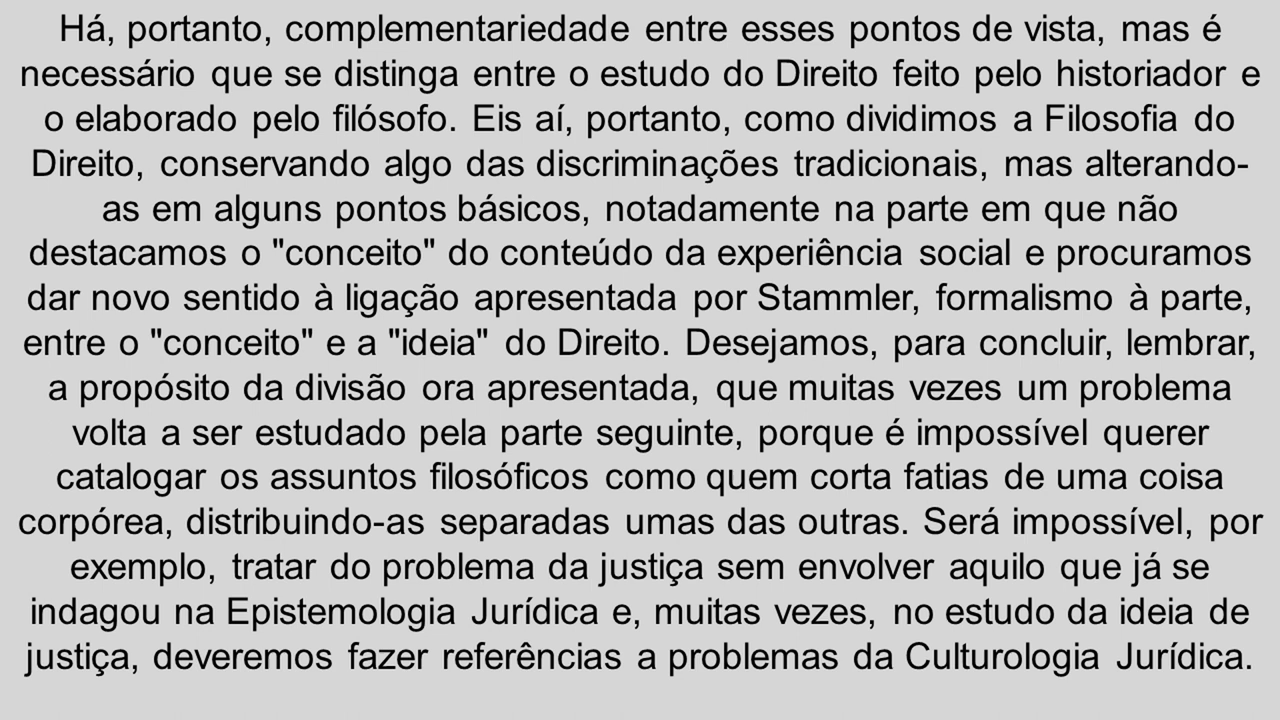 Há, portanto, complementariedade entre esses pontos de vista, mas é
necessário que se distinga entre o estudo do Direito feito pelo historiador e
o elaborado pelo filósofo. Eis aí, portanto, como dividimos a Filosofia do
Direito, conservando algo das discriminações tradicionais, mas alterando-
as em alguns pontos básicos, notadamente na parte em que não
destacamos o "conceito" do conteúdo da experiência social e procuramos
dar novo sentido à ligação apresentada por Stammler, formalismo à parte,
entre o "conceito" e a "ideia" do Direito. Desejamos, para concluir, lembrar,
a propósito da divisão ora apresentada, que muitas vezes um problema
volta a ser estudado pela parte seguinte, porque é impossível querer
catalogar os assuntos filosóficos como quem corta fatias de uma coisa
corpórea, distribuindo-as separadas umas das outras. Será impossível, por
exemplo, tratar do problema da justiça sem envolver aquilo que já se
indagou na Epistemologia Jurídica e, muitas vezes, no estudo da ideia de
justiça, deveremos fazer referências a problemas da Culturologia Jurídica.